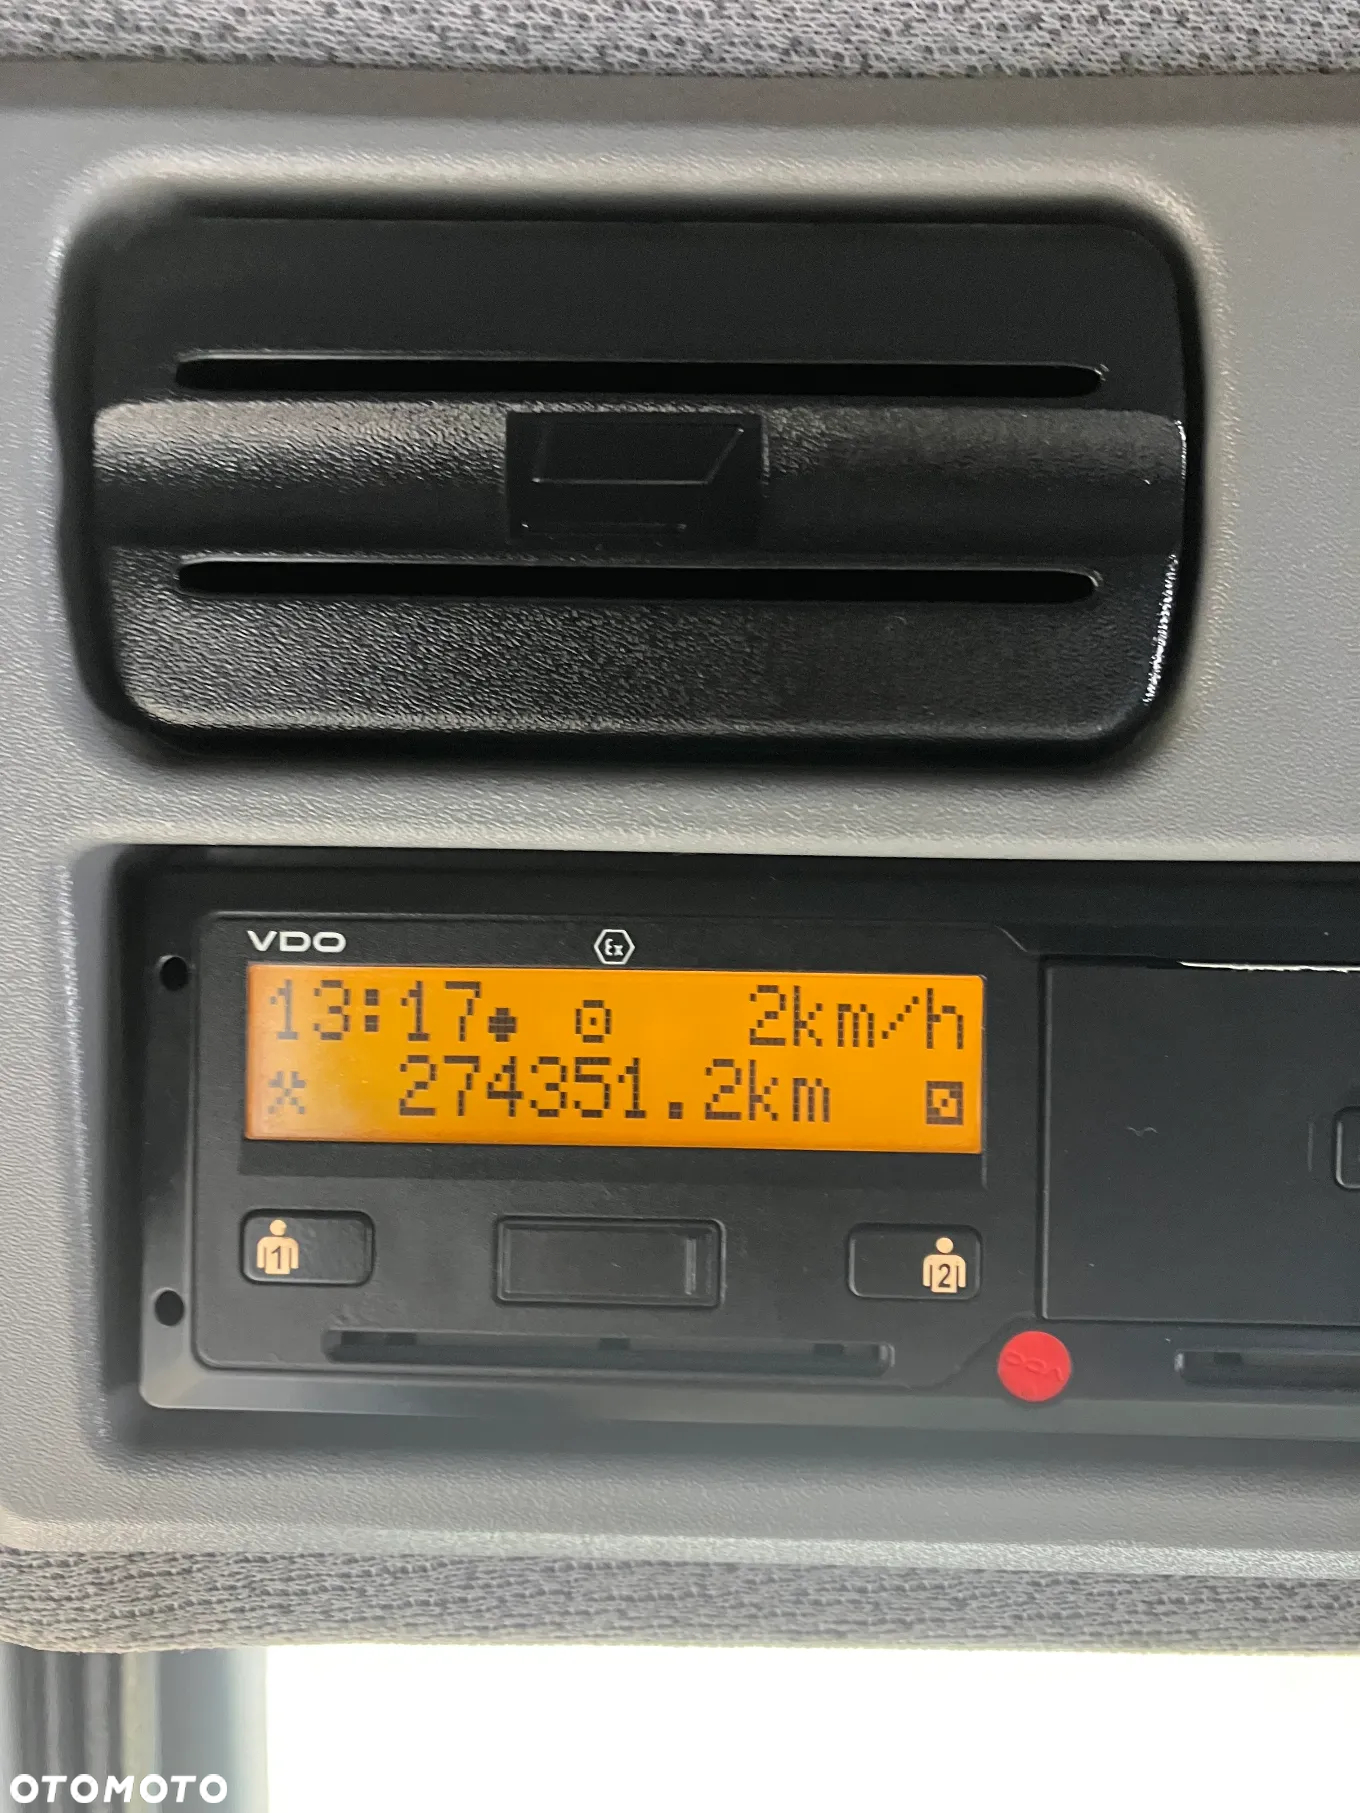 VDO
Ex
13:17 2km/h
274351.2km
1
2
VDO
OTOMOTO